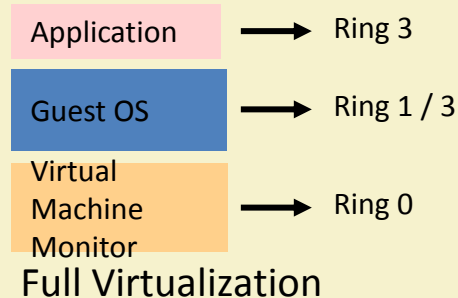 Application
Ring 3
Guest OS
Ring 1 / 3
Virtual
Machine
Monitor
Ring 0
Full Virtualization